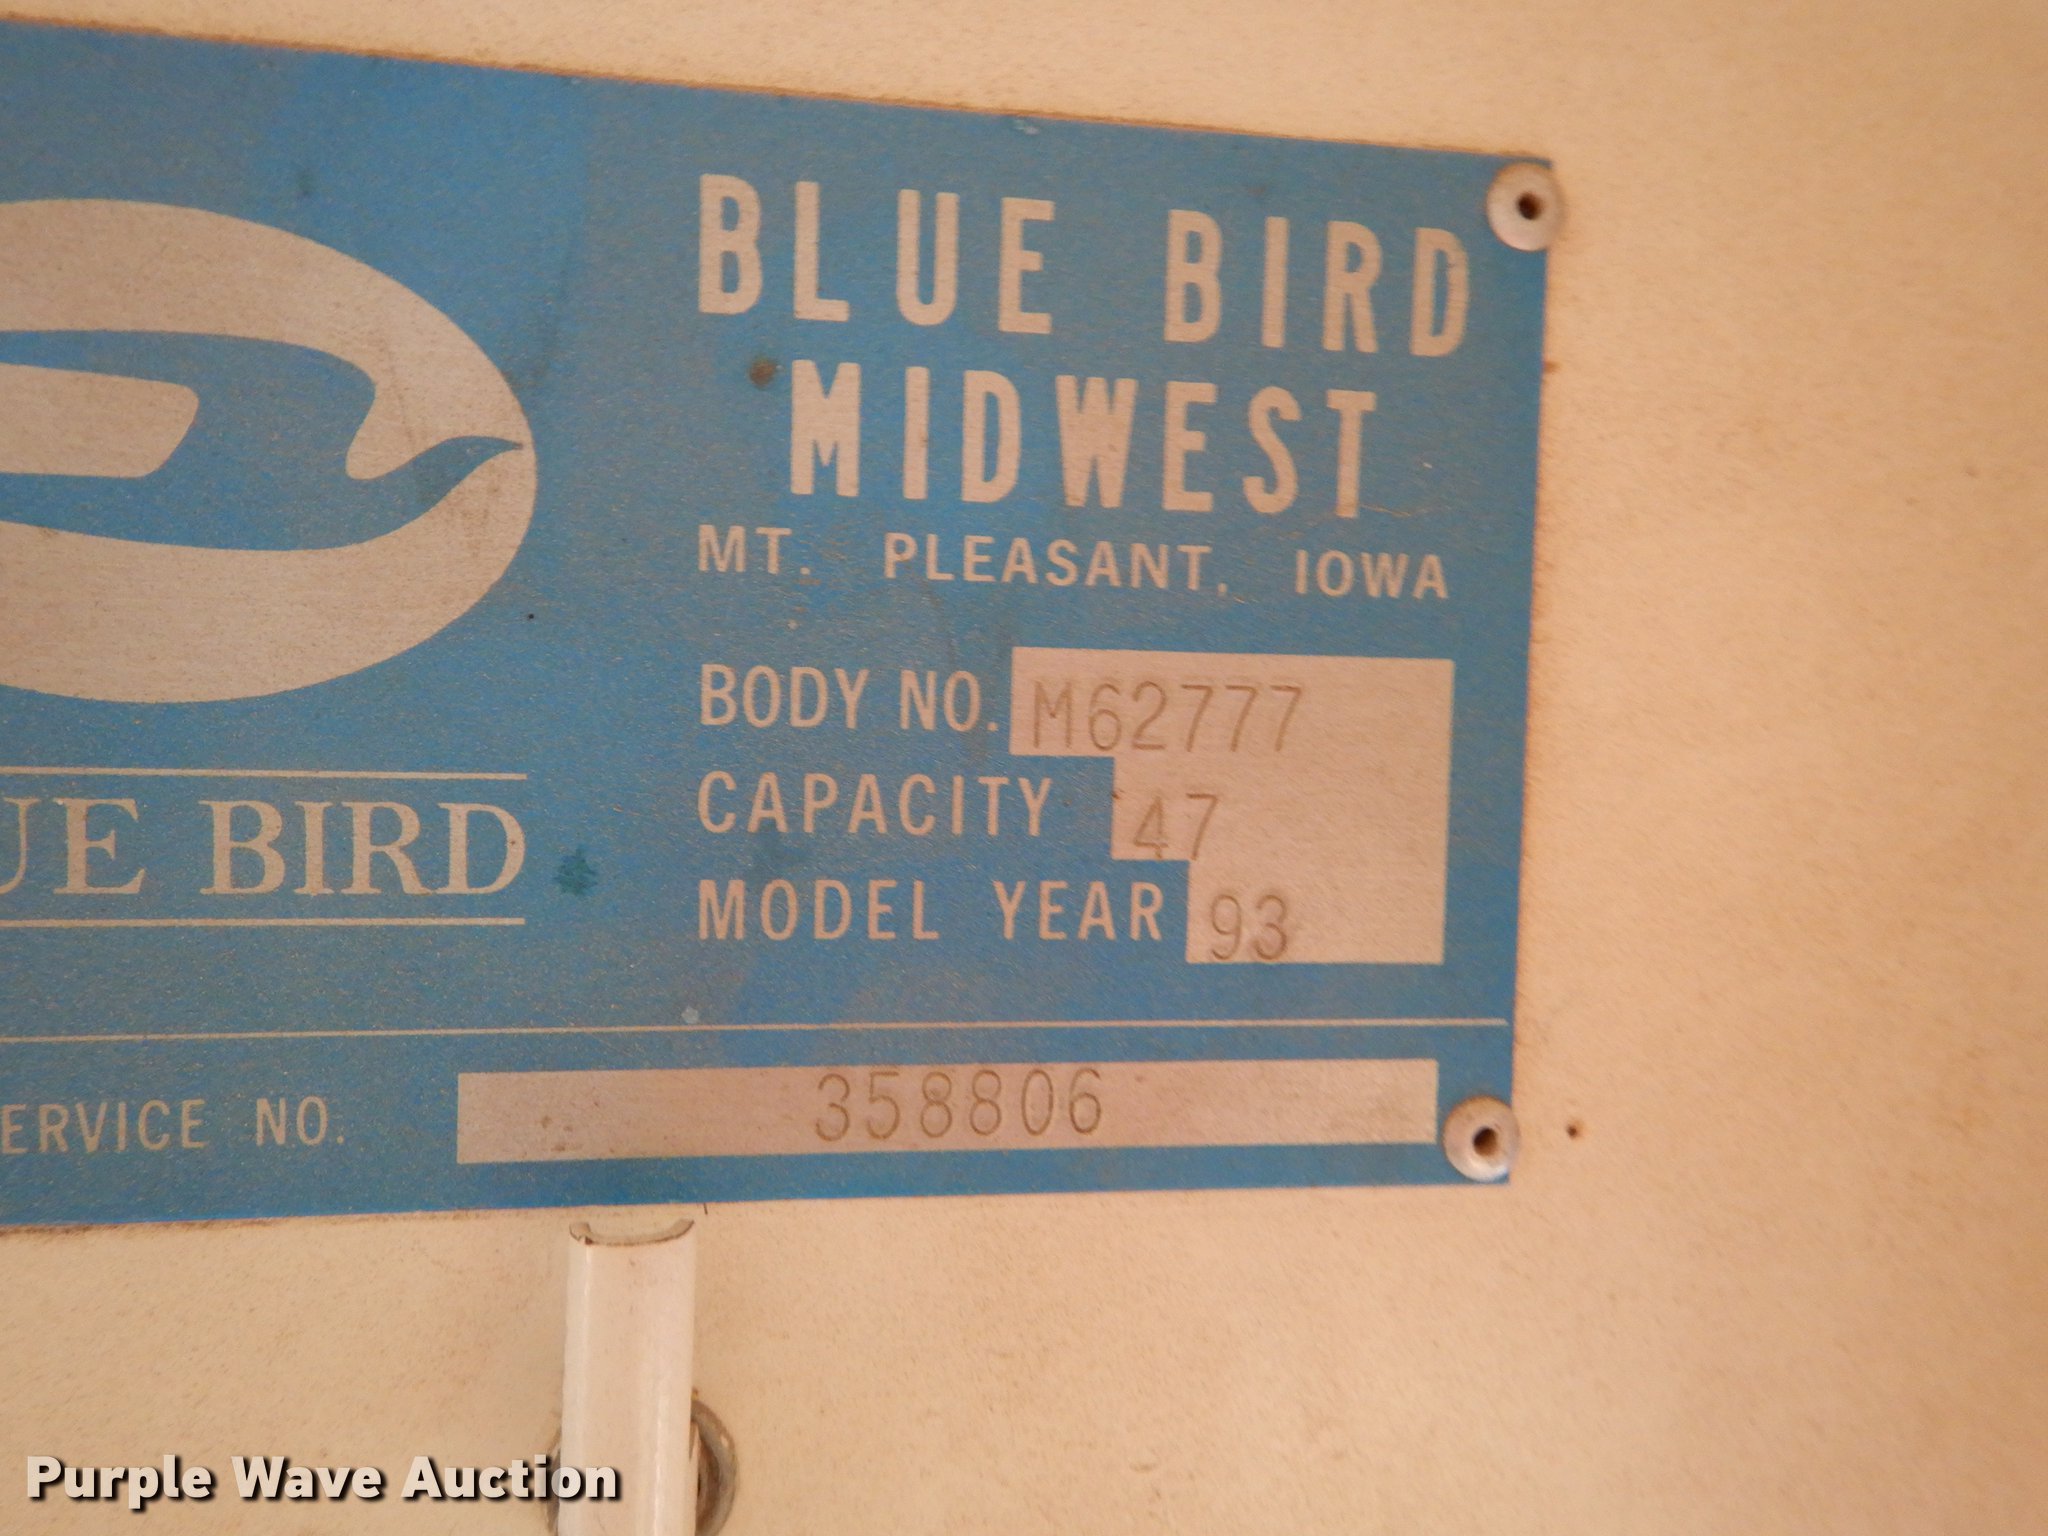 BLUE BIRD
MIDWEST
MT. PLEASANT, IOWA
BODY NO. M62777
CAPACITY 47
MODEL YEAR 93
UE BIRD
ERVICE NO. 358806
Purple Wave Auction